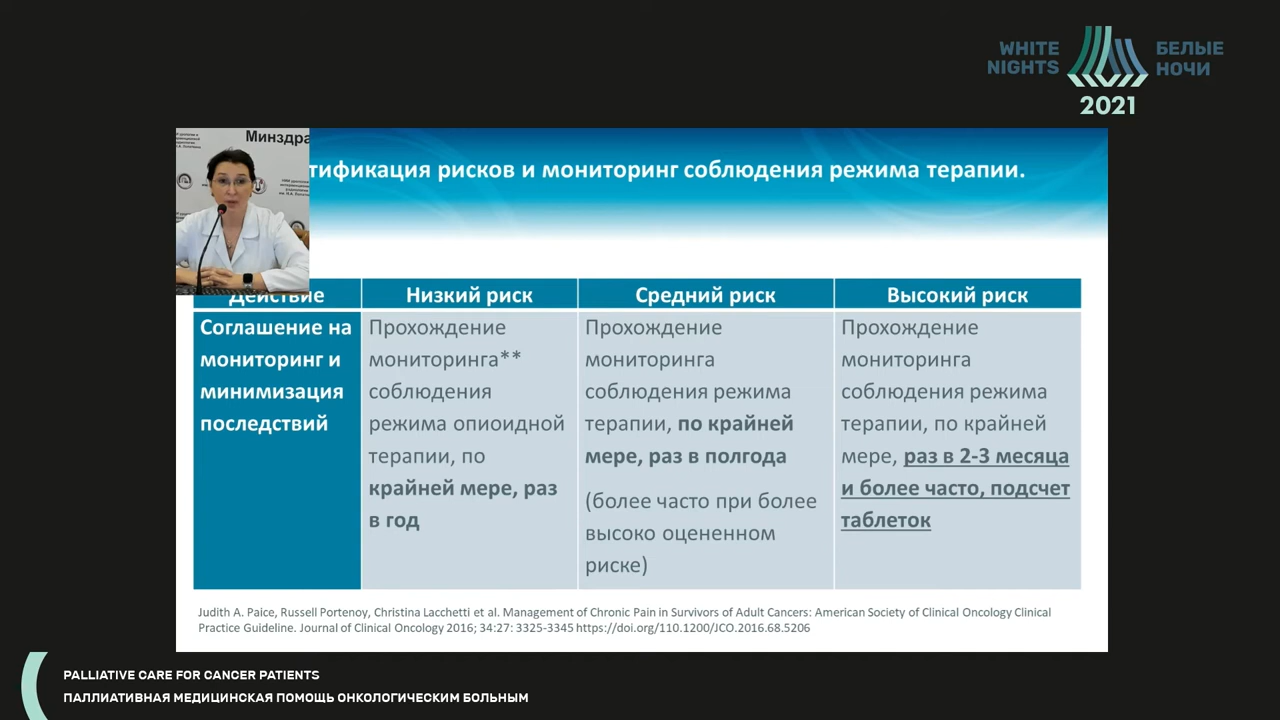 WHITE
NIGHTS
БЕЛЫЕ
НОЧИ
2021
Минздра
тификация рисков и мониторинг соблюдения режима терапии.
Действие
Низкий риск
Средний риск
Высокий риск
Соглашение на
мониторинг и
минимизация
последствий
Прохождение
мониторинга**
соблюдения
режима опиоидной
терапии, по
крайней мере, раз
в год
Прохождение
мониторинга
соблюдения режима
терапии, по крайней
мере, раз в полгода
(более часто при более
высоко оцененном
риске)
Прохождение
мониторинга
соблюдения режима
терапии, по крайней
мере, раз в 2-3 месяца
и более часто, подсчет
таблеток
Judith A. Paice, Russell Portenoy, Christina Lacchetti et al. Management of Chronic Pain in Survivors of Adult Cancers: American Society of Clinical Oncology Clinical
Practice Guideline. Journal of Clinical Oncology 2016; 34:27: 3325-3345 https://doi.org/110.1200/JCO.2016.68.5206
PALLIATIVE CARE FOR CANCER PATIENTS
ПАЛЛИАТИВНАЯ МЕДИЦИНСКАЯ ПОМОЩЬ ОНКОЛОГИЧЕСКИМ БОЛЬНЫМ